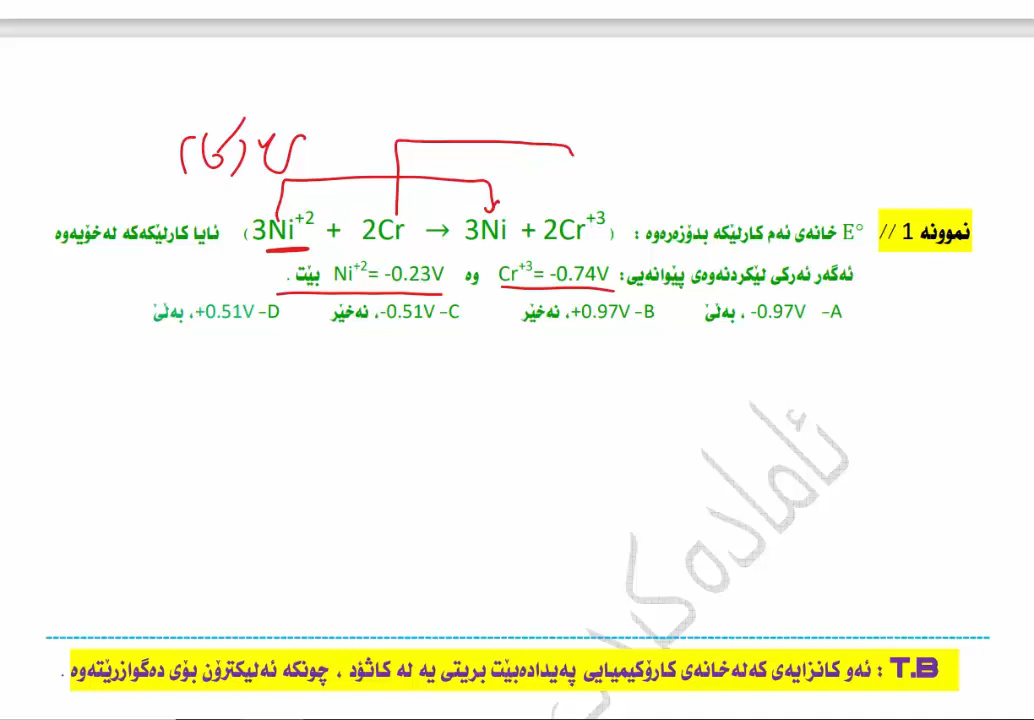 نموونە 1 // E° خانەی ئەم کارلێکە بدۆزەرەوە : ( 3Ni+2 + 2Cr → 3Ni + 2Cr+3 ) ئایا کارلێکەکە لەخۆیەوە
ئەگەر ئەرکی لێکردنەوەی پێوانەیی: Cr+3= -0.74V وە Ni+2= -0.23V بێت .
A– -0.97V ، بەڵێ B– +0.97V، نەخێر C– -0.51V، نەخێر D– +0.51V، بەڵێ
T.B : ئەو کانزایەی کەلەخانەی کارۆکیمیایی پەیدادەبێت بریتی یە لە کاثۆد ، چونکە ئەلیکترۆن بۆی دەگوازرێتەوە .